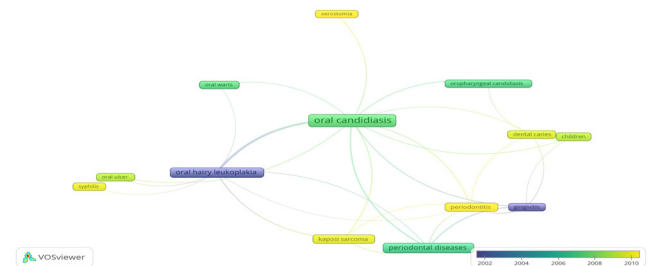 xerostomia
oral warts
oropharyngeal candidiasis
oral candidiasis
dental caries
children
oral hairy leukoplakia
oral ulcer
syphilis
periodontitis
gingivitis
kaposi sarcoma
periodontal diseases
VOSviewer
2002 2004 2006 2008 2010